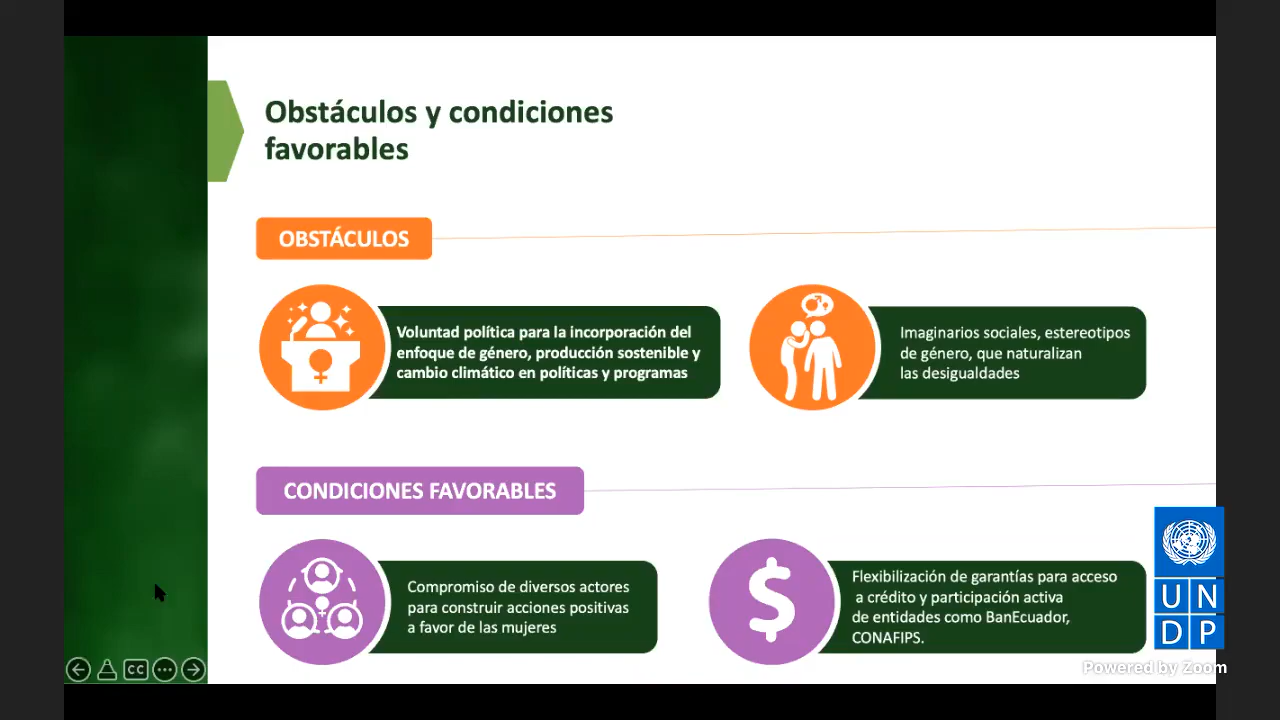 Obstáculos y condiciones
favorables
OBSTÁCULOS
Voluntad política para la incorporación del
enfoque de género, producción sostenible y
cambio climático en políticas y programas
Imaginarios sociales, estereotipos
de género, que naturalizan
las desigualdades
CONDICIONES FAVORABLES
Compromiso de diversos actores
para construir acciones positivas
a favor de las mujeres
Flexibilización de garantías para acceso
a crédito y participación activa
de entidades como BanEcuador,
CONAFIPS.
U N
D P
CC
Powered by Zoom